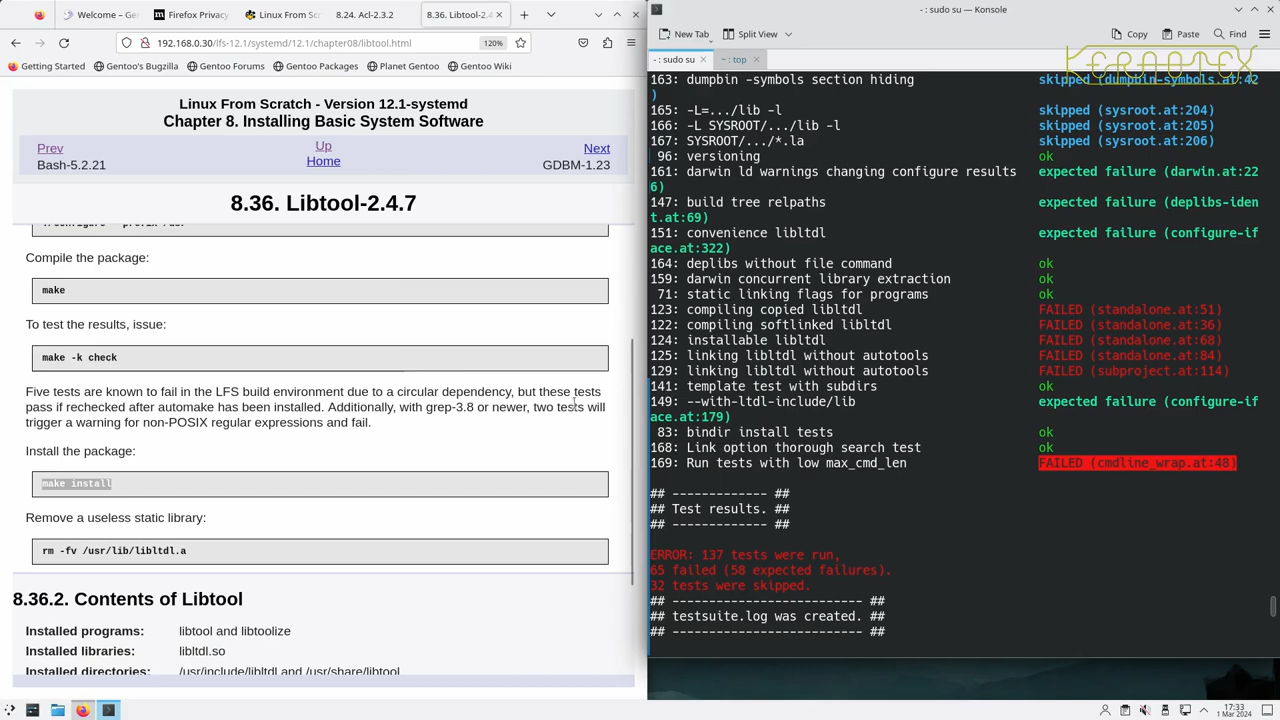 Welcome – Ge
Firefox Privacy
Linux From Scr
8.24. Acl-2.3.2
8.36. Libtool-2.4
192.168.0.30/lfs-12.1/systemd/12.1/chapter08/libtool.html
120%
Getting Started
Gentoo's Bugzilla
Gentoo Forums
Gentoo Packages
Planet Gentoo
Gentoo Wiki
Linux From Scratch - Version 12.1-systemd
Chapter 8. Installing Basic System Software
Prev
Up
Next
Bash-5.2.21
Home
GDBM-1.23
8.36. Libtool-2.4.7
Compile the package:
make
To test the results, issue:
make -k check
Five tests are known to fail in the LFS build environment due to a circular dependency, but these tests
pass if rechecked after automake has been installed. Additionally, with grep-3.8 or newer, two tests will
trigger a warning for non-POSIX regular expressions and fail.
Install the package:
make install
Remove a useless static library:
rm -fv /usr/lib/libltdl.a
8.36.2. Contents of Libtool
Installed programs: libtool and libtoolize
Installed libraries: libltdl.so
Installed directories: /usr/include/libltdl and /usr/share/libtool
- : sudo su — Konsole
New Tab
Split View
Copy
Paste
Find
- : sudo su
~ : top
KERNOTEX
163: dumpbin -symbols section hiding skipped (dumpbin-symbols.at:42
)
165: -L=.../lib -l skipped (sysroot.at:204)
166: -L SYSROOT/.../lib -l skipped (sysroot.at:205)
167: SYSROOT/.../*.la skipped (sysroot.at:206)
96: versioning ok
161: darwin ld warnings changing configure results expected failure (darwin.at:22
6)
147: build tree relpaths expected failure (deplibs-iden
t.at:69)
151: convenience libltdl expected failure (configure-if
ace.at:322)
164: deplibs without file command ok
159: darwin concurrent library extraction ok
71: static linking flags for programs ok
123: compiling copied libltdl FAILED (standalone.at:51)
122: compiling softlinked libltdl FAILED (standalone.at:36)
124: installable libltdl FAILED (standalone.at:68)
125: linking libltdl without autotools FAILED (standalone.at:84)
129: linking libltdl without autotools FAILED (subproject.at:114)
141: template test with subdirs ok
149: --with-ltdl-include/lib expected failure (configure-if
ace.at:179)
83: bindir install tests ok
168: Link option thorough search test ok
169: Run tests with low max_cmd_len FAILED (cmdline_wrap.at:48)
## ------------- ##
## Test results. ##
## ------------- ##
ERROR: 137 tests were run,
65 failed (58 expected failures).
32 tests were skipped.
## -------------------------- ##
## testsuite.log was created. ##
## -------------------------- ##
17:33
1 Mar 2024